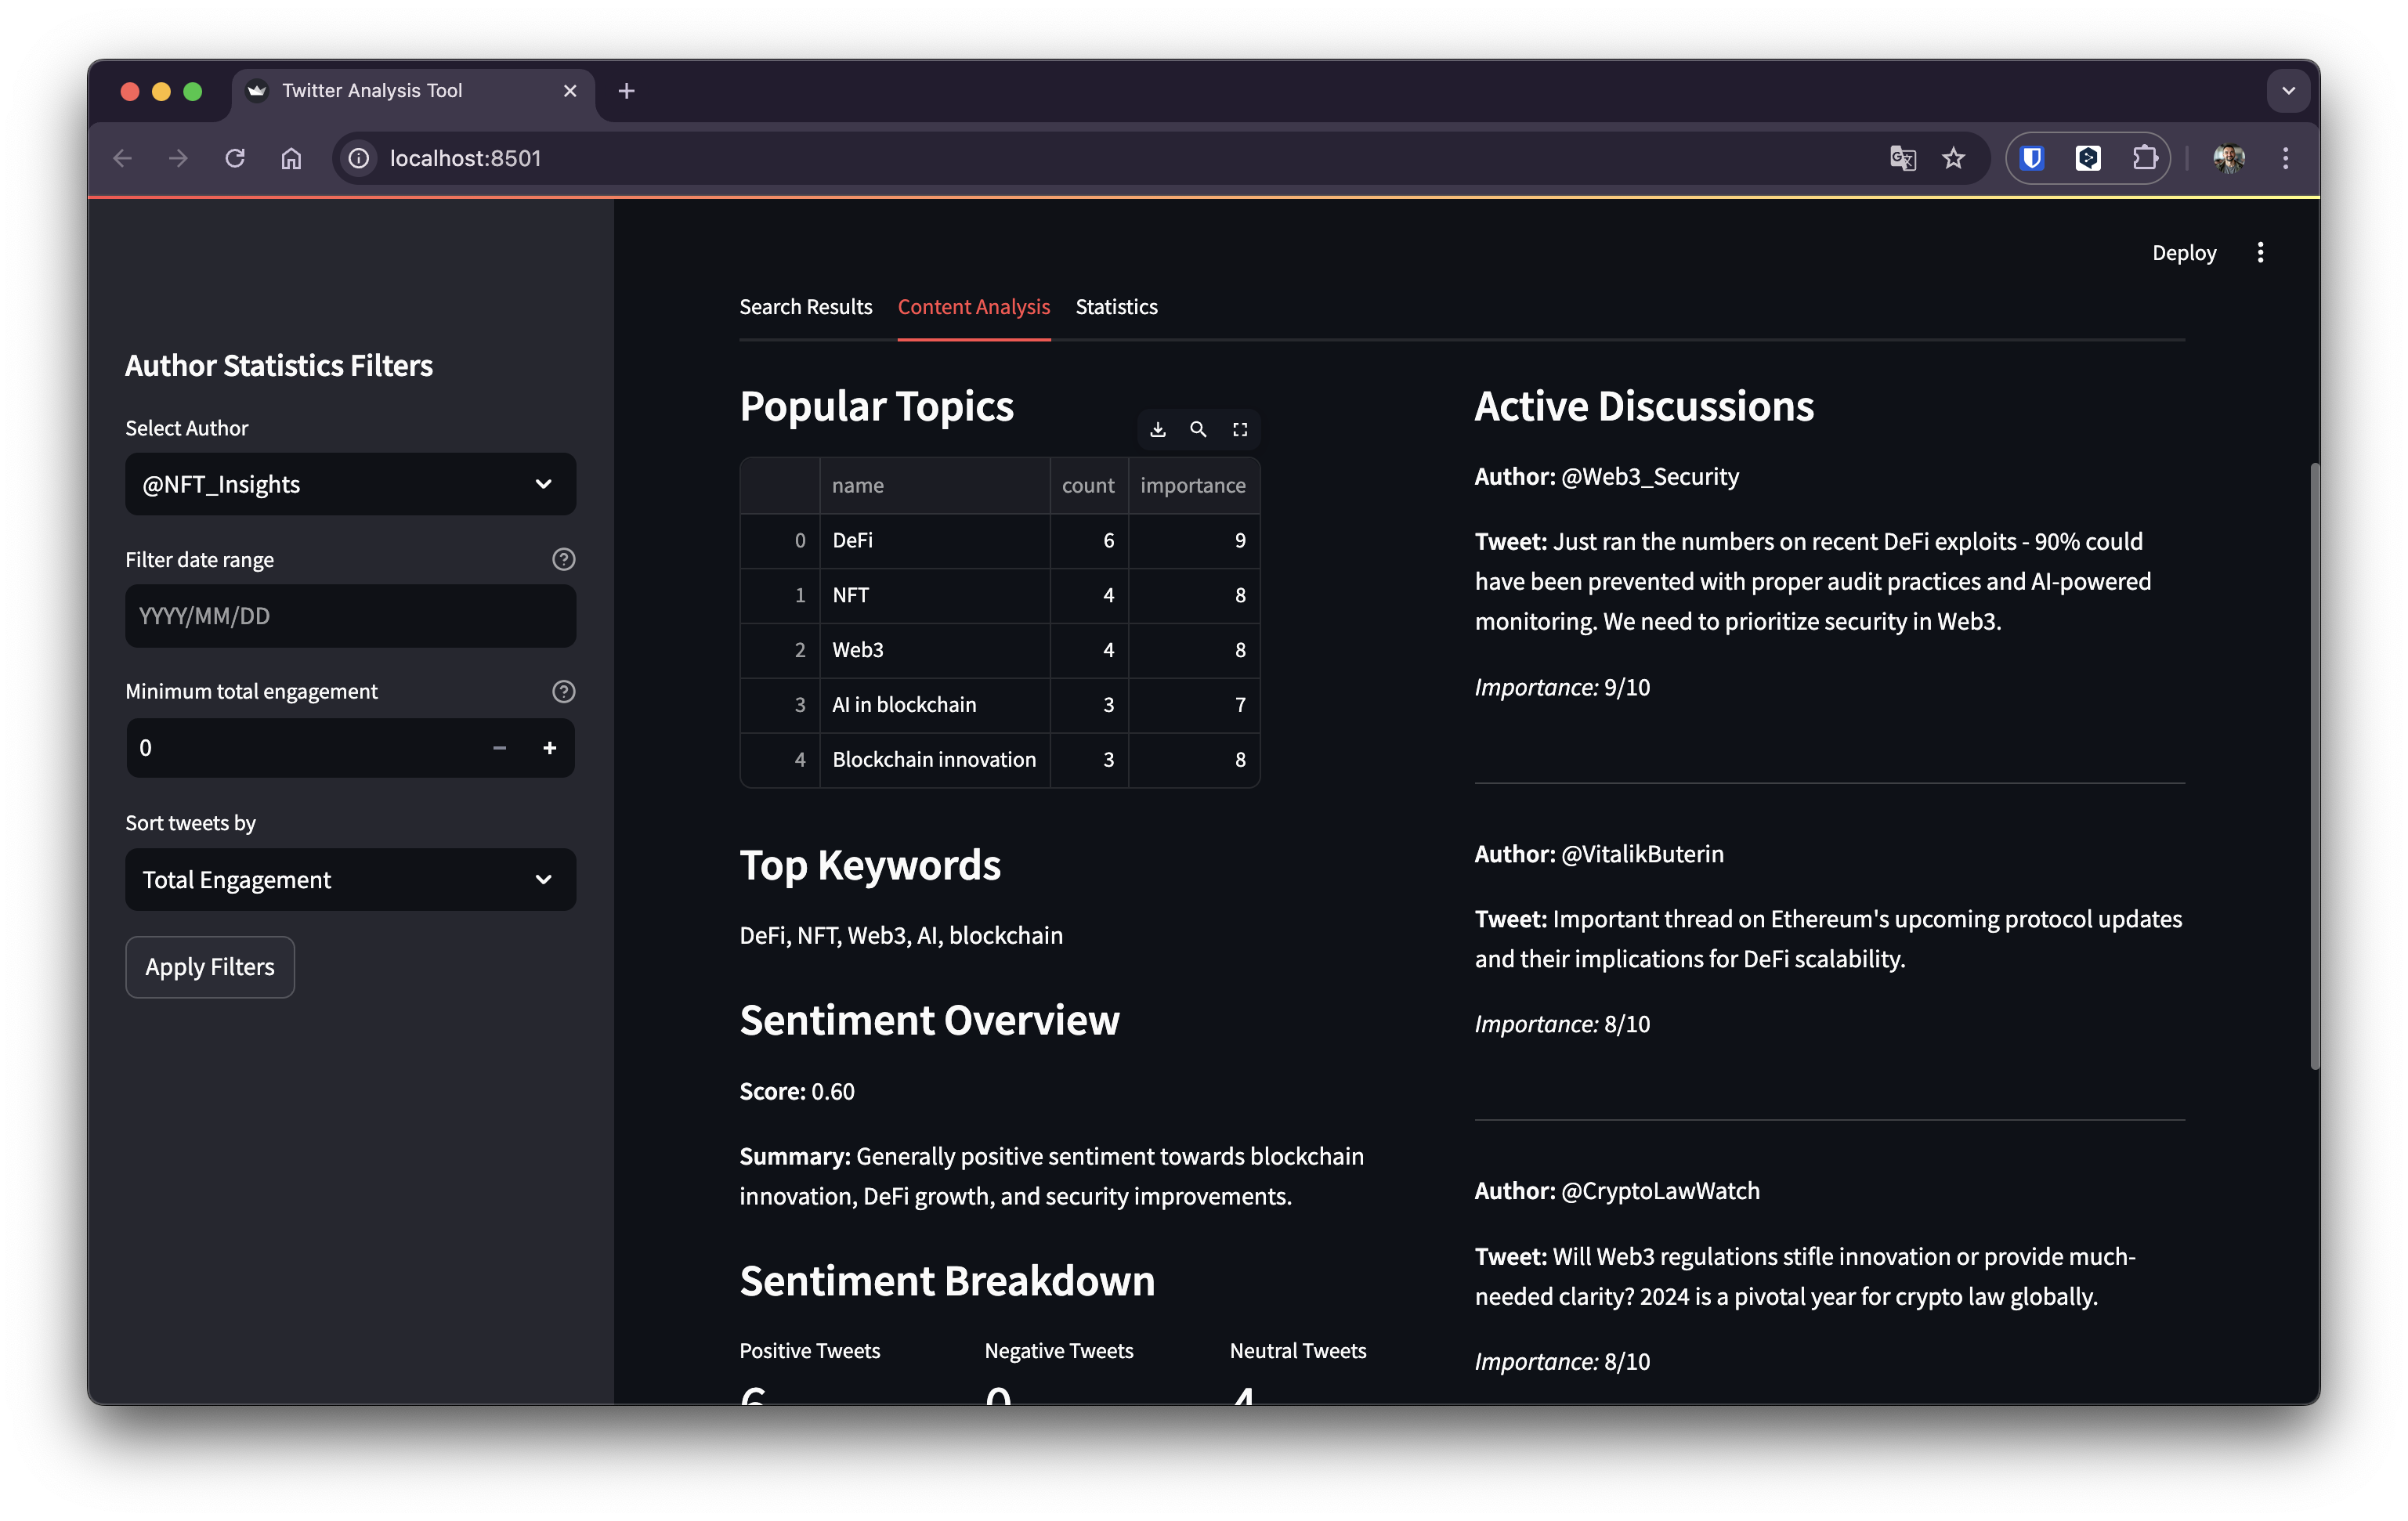 Twitter Analysis Tool
localhost:8501
Deploy
Author Statistics Filters
Select Author
@NFT_Insights
Filter date range
YYYY/MM/DD
Minimum total engagement
0
Sort tweets by
Total Engagement
Apply Filters
Search Results Content Analysis Statistics
Popular Topics
name count importance
0 DeFi 6 9
1 NFT 4 8
2 Web3 4 8
3 AI in blockchain 3 7
4 Blockchain innovation 3 8
Top Keywords
DeFi, NFT, Web3, AI, blockchain
Sentiment Overview
Score: 0.60
Summary: Generally positive sentiment towards blockchain
innovation, DeFi growth, and security improvements.
Sentiment Breakdown
Positive Tweets Negative Tweets Neutral Tweets
6 0 4
Active Discussions
Author: @Web3_Security
Tweet: Just ran the numbers on recent DeFi exploits - 90% could
have been prevented with proper audit practices and AI-powered
monitoring. We need to prioritize security in Web3.
Importance: 9/10
Author: @VitalikButerin
Tweet: Important thread on Ethereum's upcoming protocol updates
and their implications for DeFi scalability.
Importance: 8/10
Author: @CryptoLawWatch
Tweet: Will Web3 regulations stifle innovation or provide much-
needed clarity? 2024 is a pivotal year for crypto law globally.
Importance: 8/10